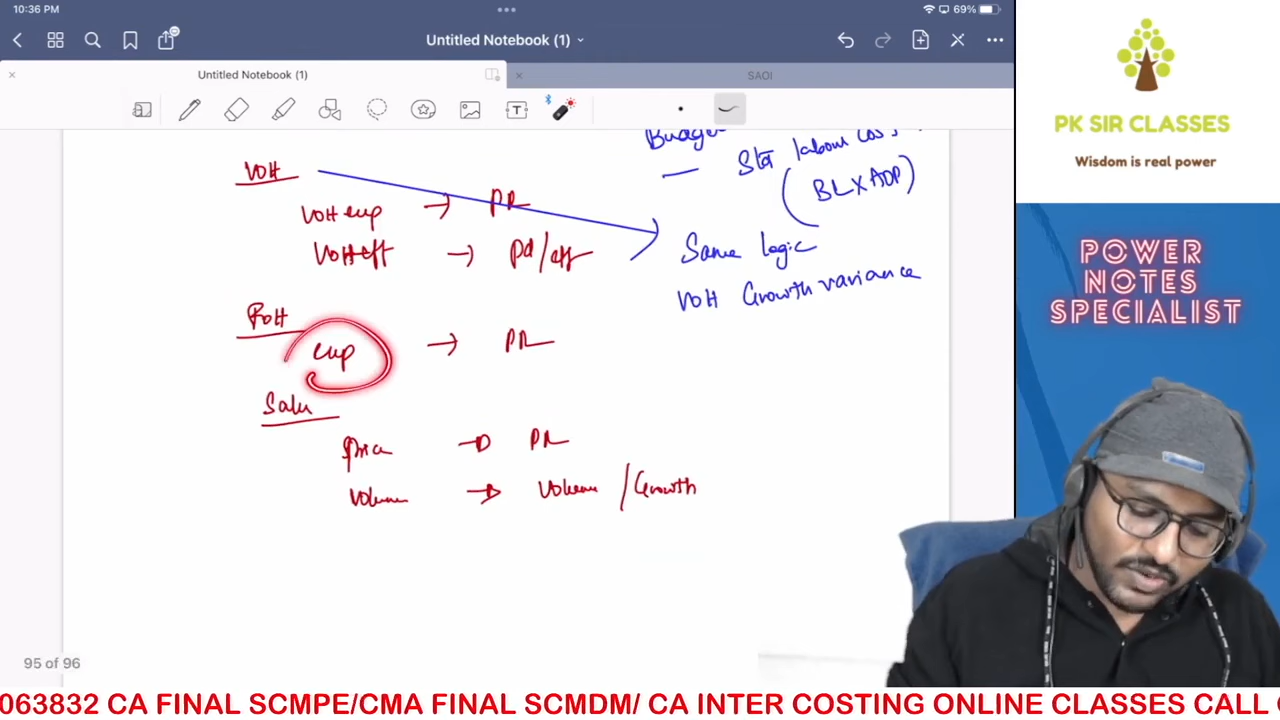 10:36 PM
69%
Untitled Notebook (1)
Untitled Notebook (1)
SAOI
Budget
Std labour cos
(BLXAOP)
VOH
VOH exp → PR
VOH eff → Pd/eff
Same logic
VOH Growth variance
FOH
exp → PR
Sales
Price → PR
Volume → Volume / Growth
95 of 96
PK SIR CLASSES
Wisdom is real power
POWER
NOTES
SPECIALIST
063832 CA FINAL SCMPE/CMA FINAL SCMDM/ CA INTER COSTING ONLINE CLASSES CALL